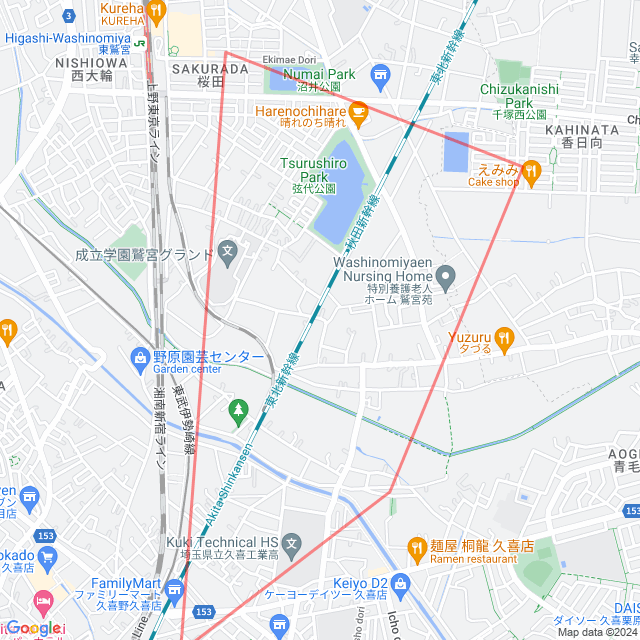 Kureha
KUREHA
3
Higashi-Washinomiya
東鷲宮
JR
NISHIOWA
西大輪
SAKURADA
桜田
Ekimae Dori
Numai Park
沼井公園
Harenochihare
晴れのち晴れ
東北新幹線
Chizukanishi
Park
千塚西公園
KAHINATA
香日向
上野東京ライン
Tsurushiro
Park
弦代公園
えみみ
Cake shop
秋田新幹線
成立学園鷲宮グランド
Washinomiyaen
Nursing Home
特別養護老人
ホーム 鷲宮苑
Yuzuru
夕づる
野原園芸センター
Garden center
東北新幹線
湘南新宿ライン
東武伊勢崎線
Akita Shinkansen
AOGE
青毛
153
Kuki Technical HS
埼玉県立久喜工業高
麺屋 桐龍 久喜店
Ramen restaurant
153
FamilyMart
ファミリーマート
久喜野久喜店
Keiyo D2
ケーヨーデイツー 久喜店
153
Icho dori
DAIS
ダイソー 久喜栗原
Google
Map data ©2024